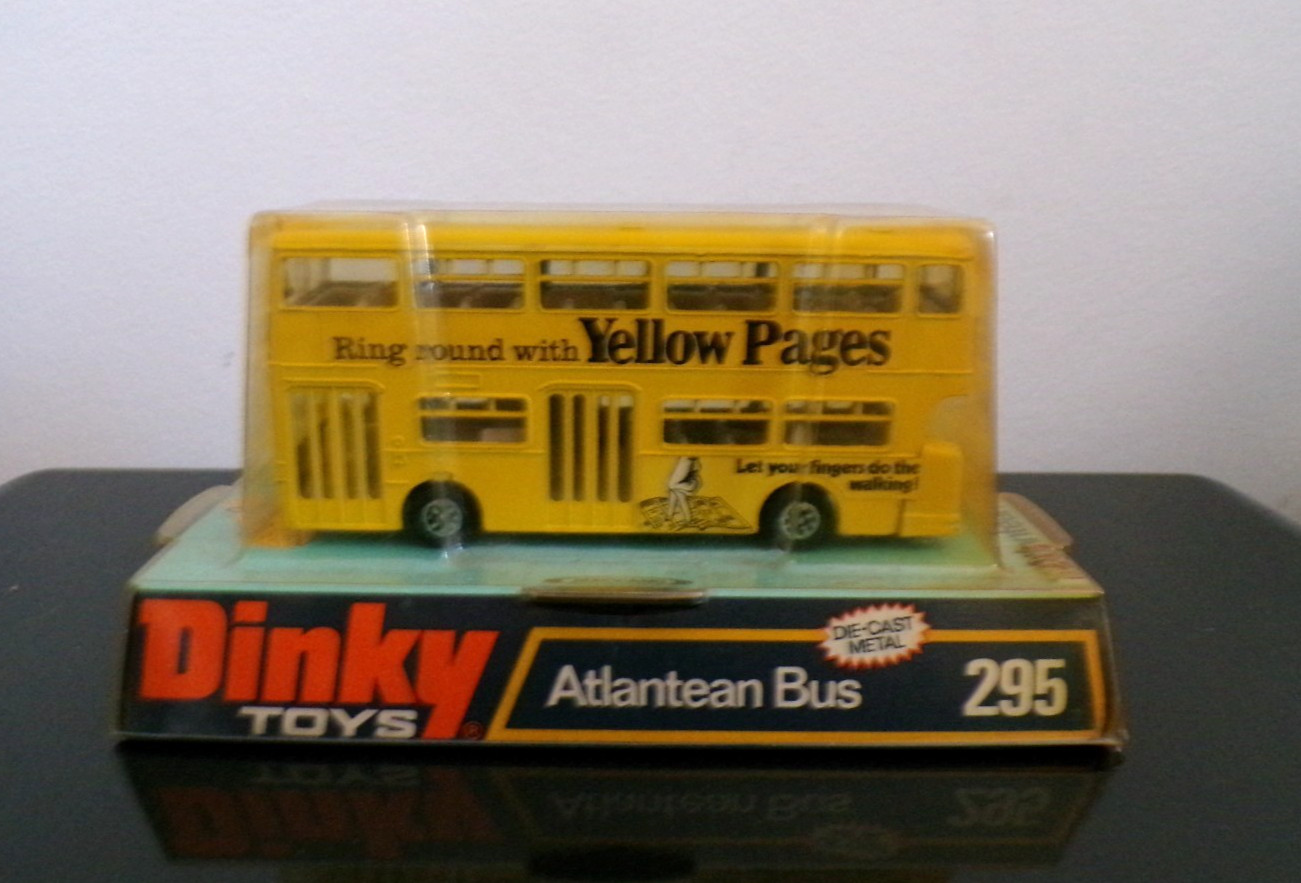 Ring round with Yellow Pages
Let your fingers do the
walking!
Dinky
TOYS®
DIE-CAST
METAL
Atlantean Bus
295